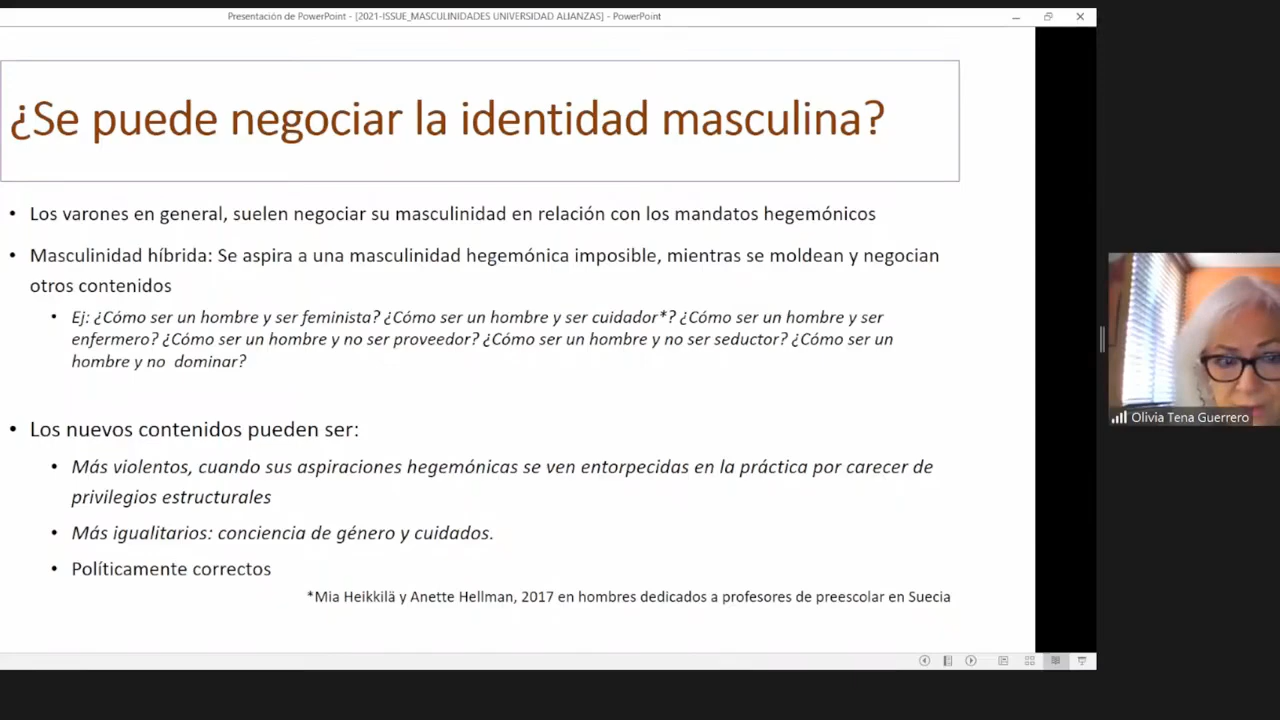 Presentación de PowerPoint - [2021-ISSUE_MASCULINIDADES UNIVERSIDAD ALIANZAS] - PowerPoint
¿Se puede negociar la identidad masculina?
• Los varones en general, suelen negociar su masculinidad en relación con los mandatos hegemónicos
• Masculinidad híbrida: Se aspira a una masculinidad hegemónica imposible, mientras se moldean y negocian
otros contenidos
• Ej: ¿Cómo ser un hombre y ser feminista? ¿Cómo ser un hombre y ser cuidador*? ¿Cómo ser un hombre y ser
enfermero? ¿Cómo ser un hombre y no ser proveedor? ¿Cómo ser un hombre y no ser seductor? ¿Cómo ser un
hombre y no dominar?
• Los nuevos contenidos pueden ser:
• Más violentos, cuando sus aspiraciones hegemónicas se ven entorpecidas en la práctica por carecer de
privilegios estructurales
• Más igualitarios: conciencia de género y cuidados.
• Políticamente correctos
*Mia Heikkilä y Anette Hellman, 2017 en hombres dedicados a profesores de preescolar en Suecia
Olivia Tena Guerrero